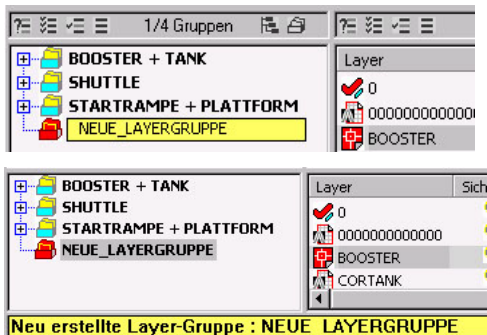 1/4 Gruppen
BOOSTER + TANK
SHUTTLE
STARTRAMPE + PLATTFORM
NEUE_LAYERGRUPPE
Layer
0
BOOSTER
BOOSTER + TANK
SHUTTLE
STARTRAMPE + PLATTFORM
NEUE_LAYERGRUPPE
Layer Sich
0
0000000000000
BOOSTER
CORTANK
Neu erstellte Layer-Gruppe : NEUE_LAYERGRUPPE